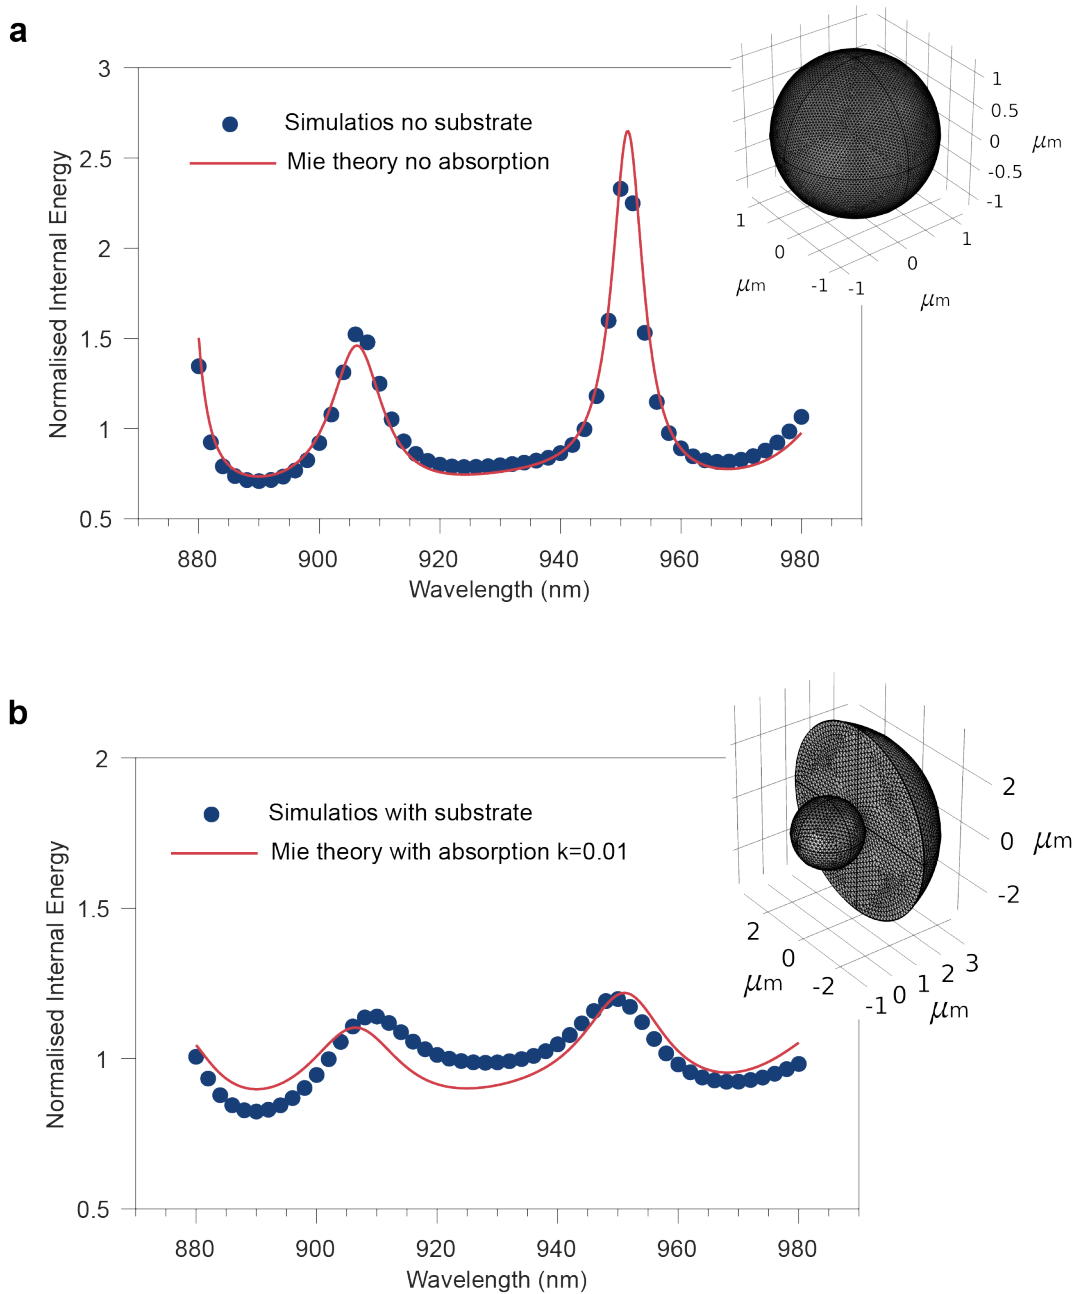 a
3
2.5
2
1.5
1
0.5
Normalised Internal Energy
Simulatios no substrate
Mie theory no absorption
880 900 920 940 960 980
Wavelength (nm)
1
0.5
0
-0.5
-1
μm
1
0
-1
μm
-1
0
1
μm
b
2
1.5
1
0.5
Normalised Internal Energy
Simulatios with substrate
Mie theory with absorption k=0.01
880 900 920 940 960 980
Wavelength (nm)
2
0
-2
μm
2
0
-2
μm
-1 0 1 2 3
μm